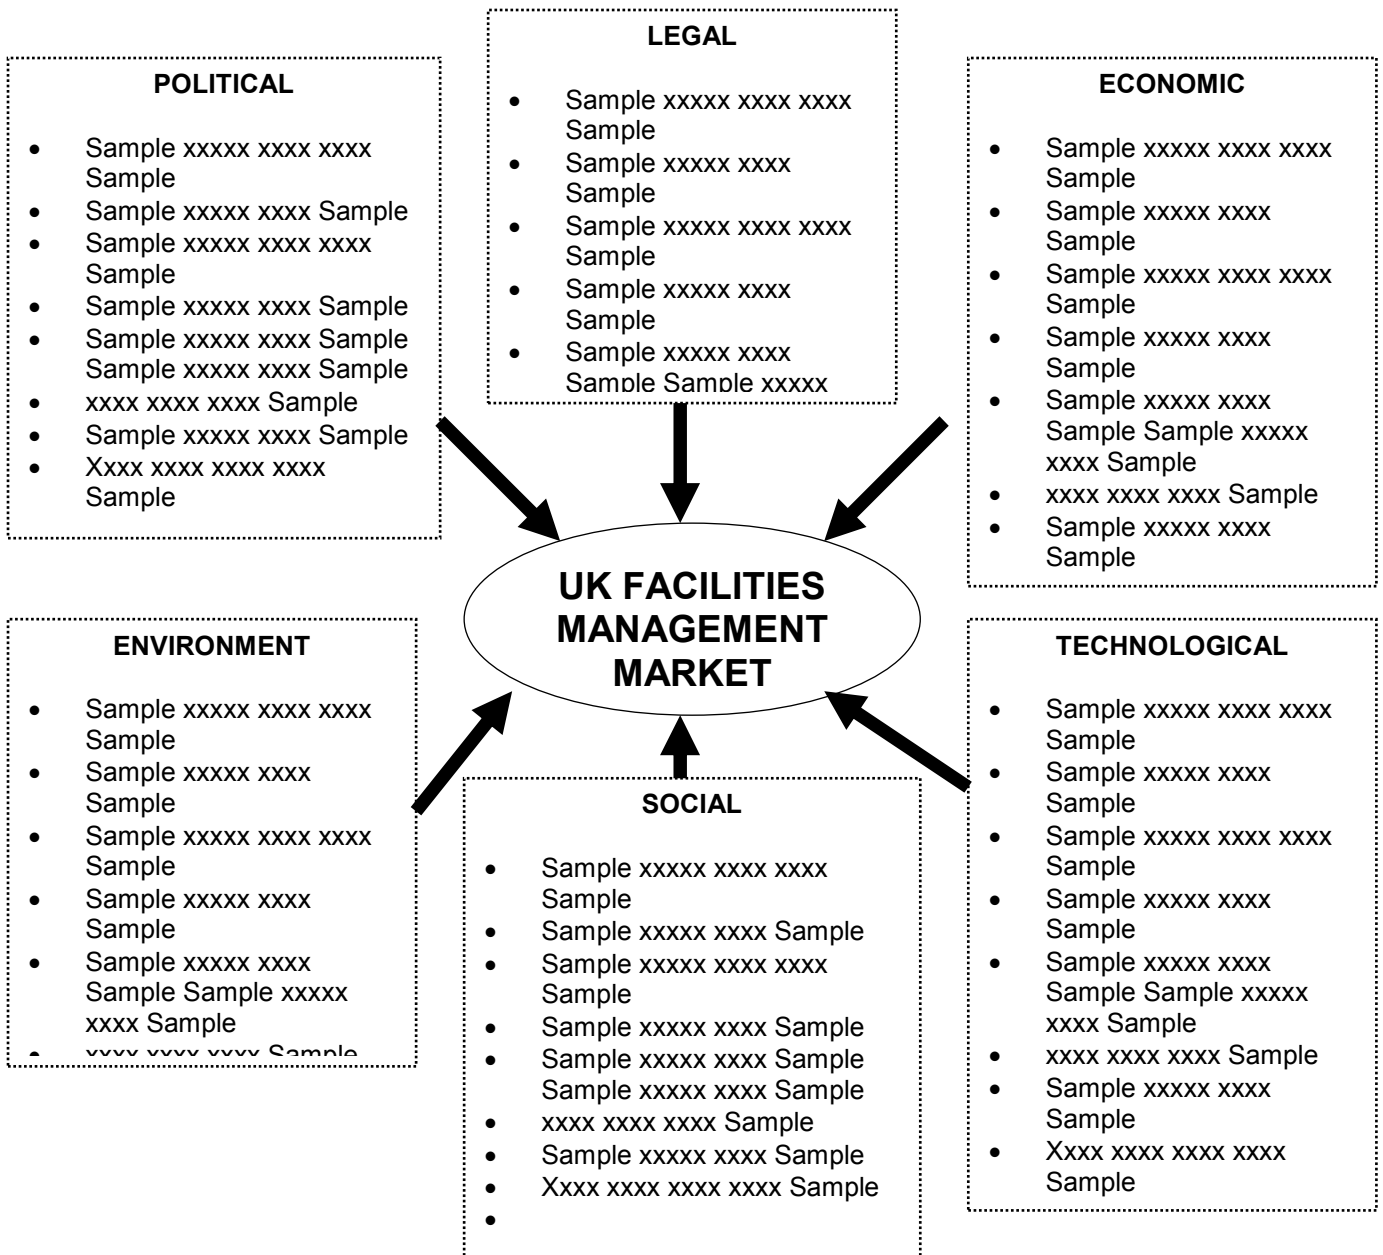 LEGAL
• Sample xxxxx xxxx xxxx
Sample
• Sample xxxxx xxxx
Sample
• Sample xxxxx xxxx xxxx
Sample
• Sample xxxxx xxxx
Sample
• Sample xxxxx xxxx
Sample Sample xxxxx
POLITICAL
• Sample xxxxx xxxx xxxx
Sample
• Sample xxxxx xxxx Sample
• Sample xxxxx xxxx xxxx
Sample
• Sample xxxxx xxxx Sample
• Sample xxxxx xxxx Sample
Sample xxxxx xxxx Sample
• xxxx xxxx xxxx Sample
• Sample xxxxx xxxx Sample
• Xxxx xxxx xxxx xxxx
Sample
ECONOMIC
• Sample xxxxx xxxx xxxx
Sample
• Sample xxxxx xxxx
Sample
• Sample xxxxx xxxx xxxx
Sample
• Sample xxxxx xxxx
Sample
• Sample xxxxx xxxx
Sample Sample xxxxx
xxxx Sample
• xxxx xxxx xxxx Sample
• Sample xxxxx xxxx
Sample
UK FACILITIES
MANAGEMENT
MARKET
ENVIRONMENT
• Sample xxxxx xxxx xxxx
Sample
• Sample xxxxx xxxx
Sample
• Sample xxxxx xxxx xxxx
Sample
• Sample xxxxx xxxx
Sample
• Sample xxxxx xxxx
Sample Sample xxxxx
xxxx Sample
• xxxx xxxx xxxx Sample
SOCIAL
• Sample xxxxx xxxx xxxx
Sample
• Sample xxxxx xxxx Sample
• Sample xxxxx xxxx xxxx
Sample
• Sample xxxxx xxxx Sample
• Sample xxxxx xxxx Sample
Sample xxxxx xxxx Sample
• xxxx xxxx xxxx Sample
• Sample xxxxx xxxx Sample
• Xxxx xxxx xxxx xxxx Sample
•
TECHNOLOGICAL
• Sample xxxxx xxxx xxxx
Sample
• Sample xxxxx xxxx
Sample
• Sample xxxxx xxxx xxxx
Sample
• Sample xxxxx xxxx
Sample
• Sample xxxxx xxxx
Sample Sample xxxxx
xxxx Sample
• xxxx xxxx xxxx Sample
• Sample xxxxx xxxx
Sample
• Xxxx xxxx xxxx xxxx
Sample